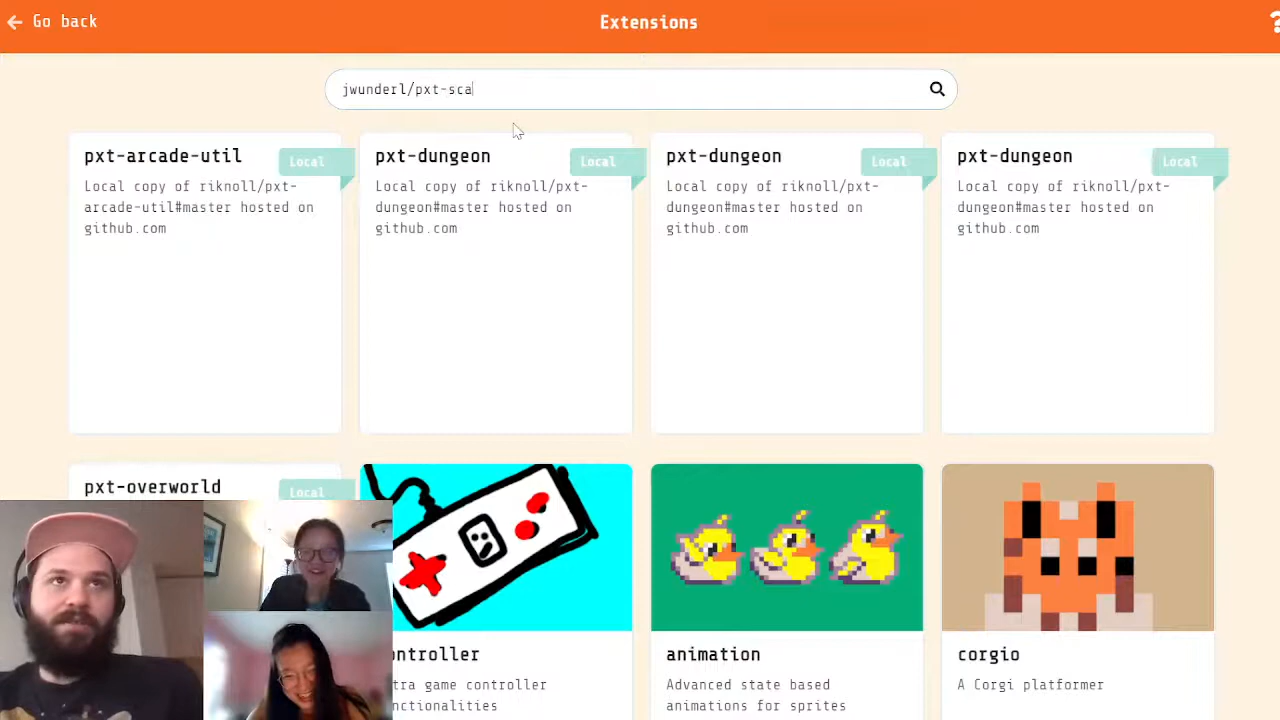 Go back
Extensions
?
jwunderl/pxt-sca
pxt-arcade-util
Local
Local copy of riknoll/pxt-
arcade-util#master hosted on
github.com
pxt-dungeon
Local
Local copy of riknoll/pxt-
dungeon#master hosted on
github.com
pxt-dungeon
Local
Local copy of riknoll/pxt-
dungeon#master hosted on
github.com
pxt-dungeon
Local
Local copy of riknoll/pxt-
dungeon#master hosted on
github.com
pxt-overworld
Local
ontroller
tra game controller
nctionalities
animation
Advanced state based
animations for sprites
corgio
A Corgi platformer